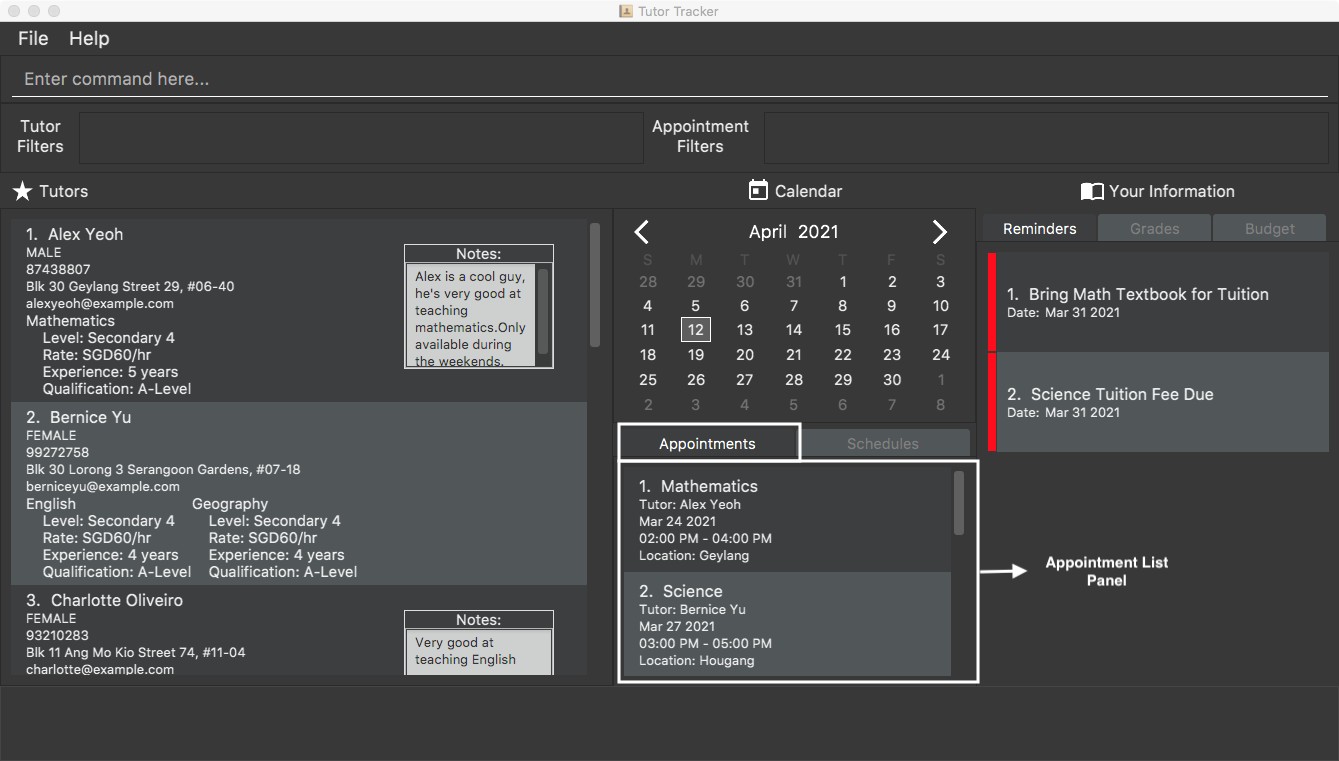 Tutor Tracker
File Help
Enter command here...
Tutor
Filters
Appointment
Filters
Tutors
1. Alex Yeoh
MALE
87438807
Blk 30 Geylang Street 29, #06-40
alexyeoh@example.com
Mathematics
Level: Secondary 4
Rate: SGD60/hr
Experience: 5 years
Qualification: A-Level
Notes:
Alex is a cool guy,
he's very good at
teaching
mathematics.Only
available during
the weekends.
2. Bernice Yu
FEMALE
99272758
Blk 30 Lorong 3 Serangoon Gardens, #07-18
berniceyu@example.com
English Geography
Level: Secondary 4 Level: Secondary 4
Rate: SGD60/hr Rate: SGD60/hr
Experience: 4 years Experience: 4 years
Qualification: A-Level Qualification: A-Level
3. Charlotte Oliveiro
FEMALE
93210283
Blk 11 Ang Mo Kio Street 74, #11-04
charlotte@example.com
Notes:
Very good at
teaching English
Calendar
April 2021
S M T W T F S
28 29 30 31 1 2 3
4 5 6 7 8 9 10
11 12 13 14 15 16 17
18 19 20 21 22 23 24
25 26 27 28 29 30 1
2 3 4 5 6 7 8
Appointments Schedules
1. Mathematics
Tutor: Alex Yeoh
Mar 24 2021
02:00 PM - 04:00 PM
Location: Geylang
2. Science
Tutor: Bernice Yu
Mar 27 2021
03:00 PM - 05:00 PM
Location: Hougang
Your Information
Reminders Grades Budget
1. Bring Math Textbook for Tuition
Date: Mar 31 2021
2. Science Tuition Fee Due
Date: Mar 31 2021
Appointment List
Panel